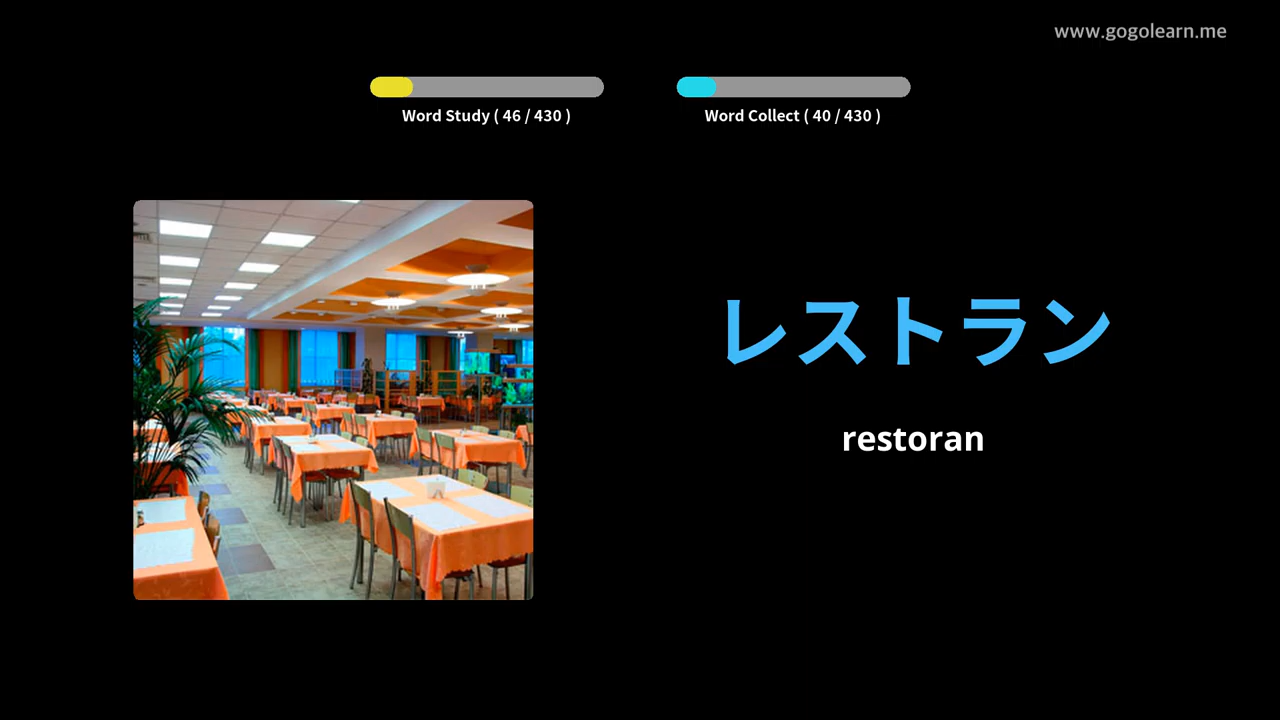 www.gogolearn.me
Word Study ( 46 / 430 )
Word Collect ( 40 / 430 )
レストラン
restoran